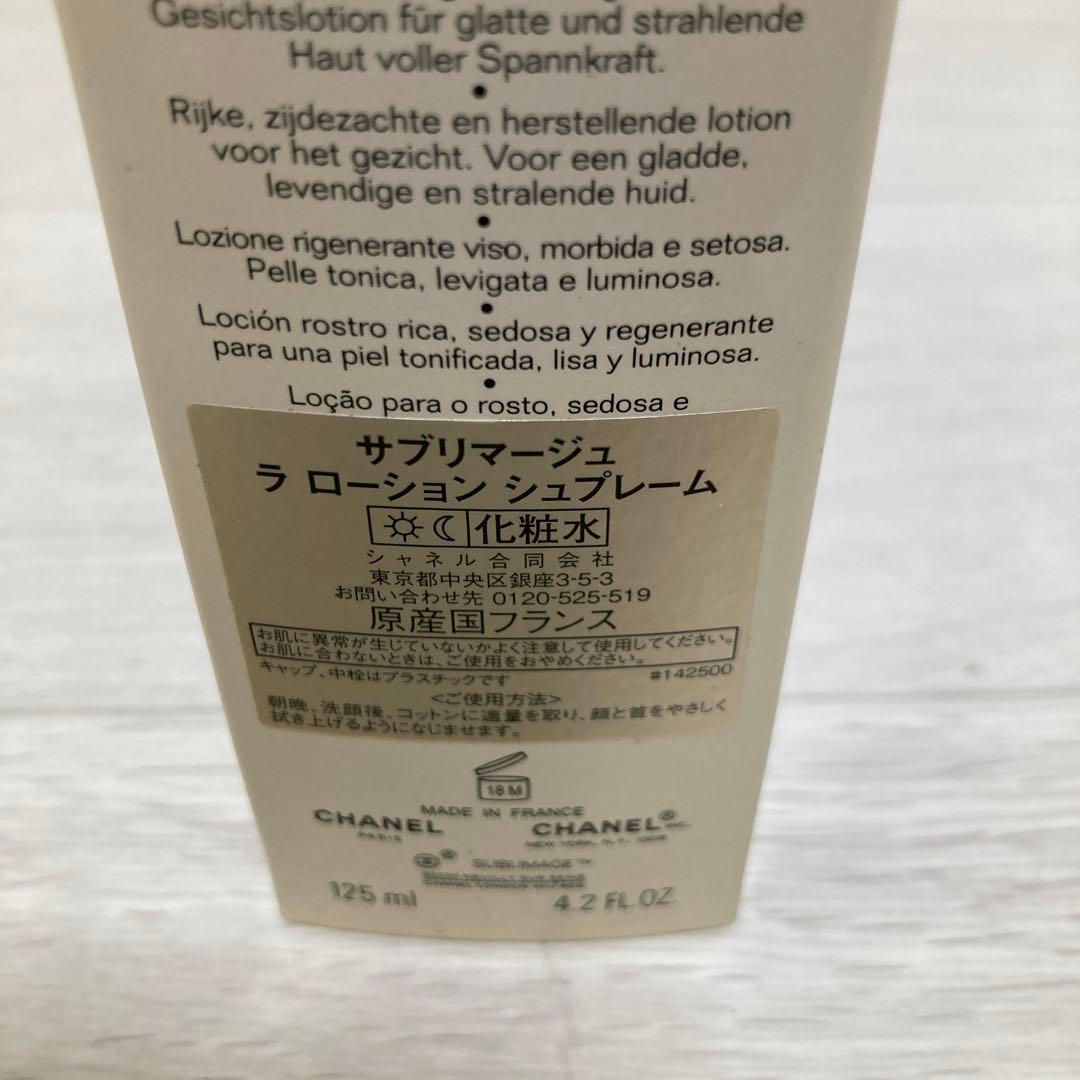 Gesichtslotion für glatte und strahlende
Haut voller Spannkraft.
•
Rijke, zijdezachte en herstellende lotion
voor het gezicht. Voor een gladde,
levendige en stralende huid.
•
Lozione rigenerante viso, morbida e setosa.
Pelle tonica, levigata e luminosa.
•
Loción rostro rica, sedosa y regenerante
para una piel tonificada, lisa y luminosa.
•
Loção para o rosto, sedosa e
サブリマージュ
ラ ローション シュプレーム
化粧水
シャネル合同会社
東京都中央区銀座3-5-3
お問い合わせ先 0120-525-519
原産国フランス
お肌に異常が生じていないかよく注意して使用してください。
お肌に合わないときは、ご使用をおやめください。
キャップ、中栓はプラスチックです #142500
<ご使用方法>
朝晩、洗顔後、コットンに適量を取り、顔と首をやさしく
拭き上げるようになじませます。
18 M
MADE IN FRANCE
CHANEL CHANEL® INC.
PARIS NEW YORK, N.Y.
® SUBLIMAGE™
125 ml 4.2 FL.OZ.